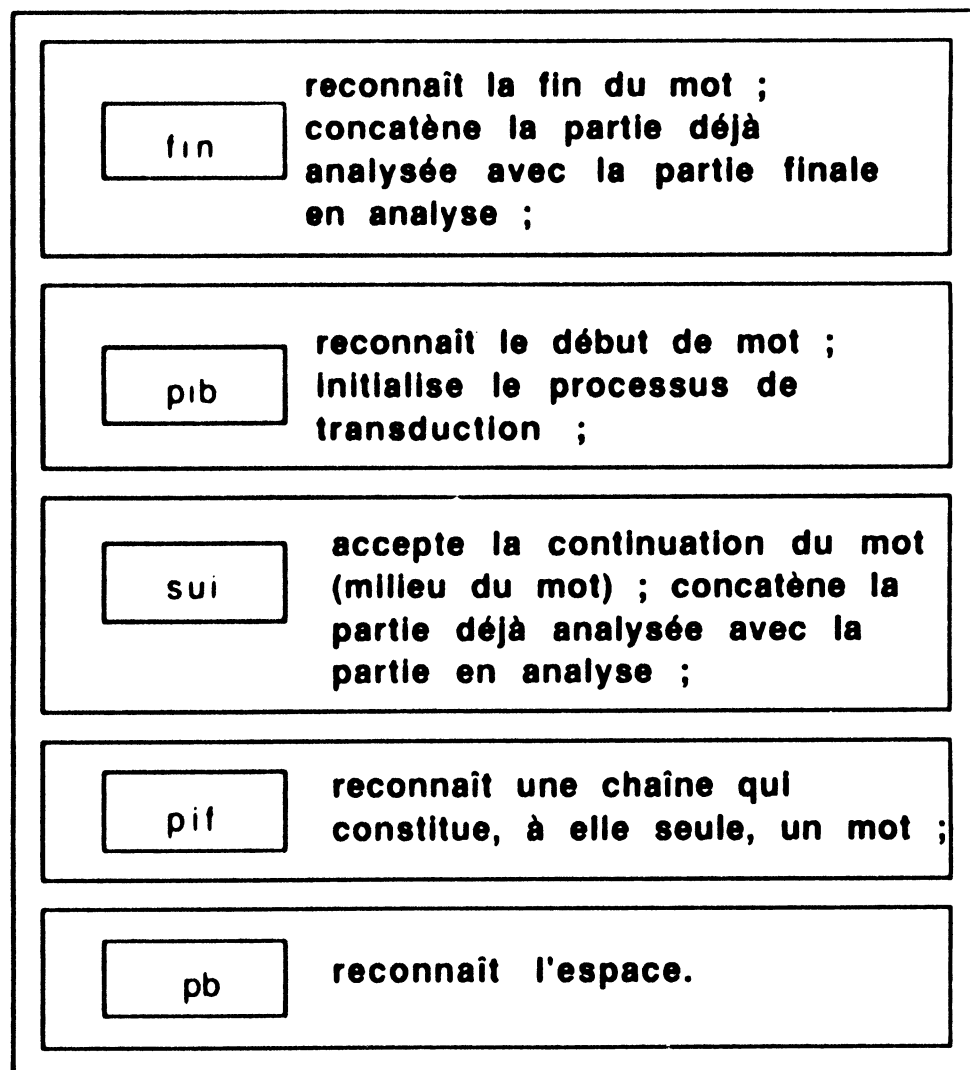 reconnaît la fin du mot ;
fin
concatène la partie déjà
analysée avec la partie finale
en analyse ;
reconnaît le début de mot ;
pib
initialise le processus de
transduction ;
accepte la continuation du mot
sui
(milieu du mot) ; concatène la
partie déjà analysée avec la
partie en analyse ;
reconnaît une chaîne qui
pif
constitue, à elle seule, un mot ;
pb
reconnaît l'espace.